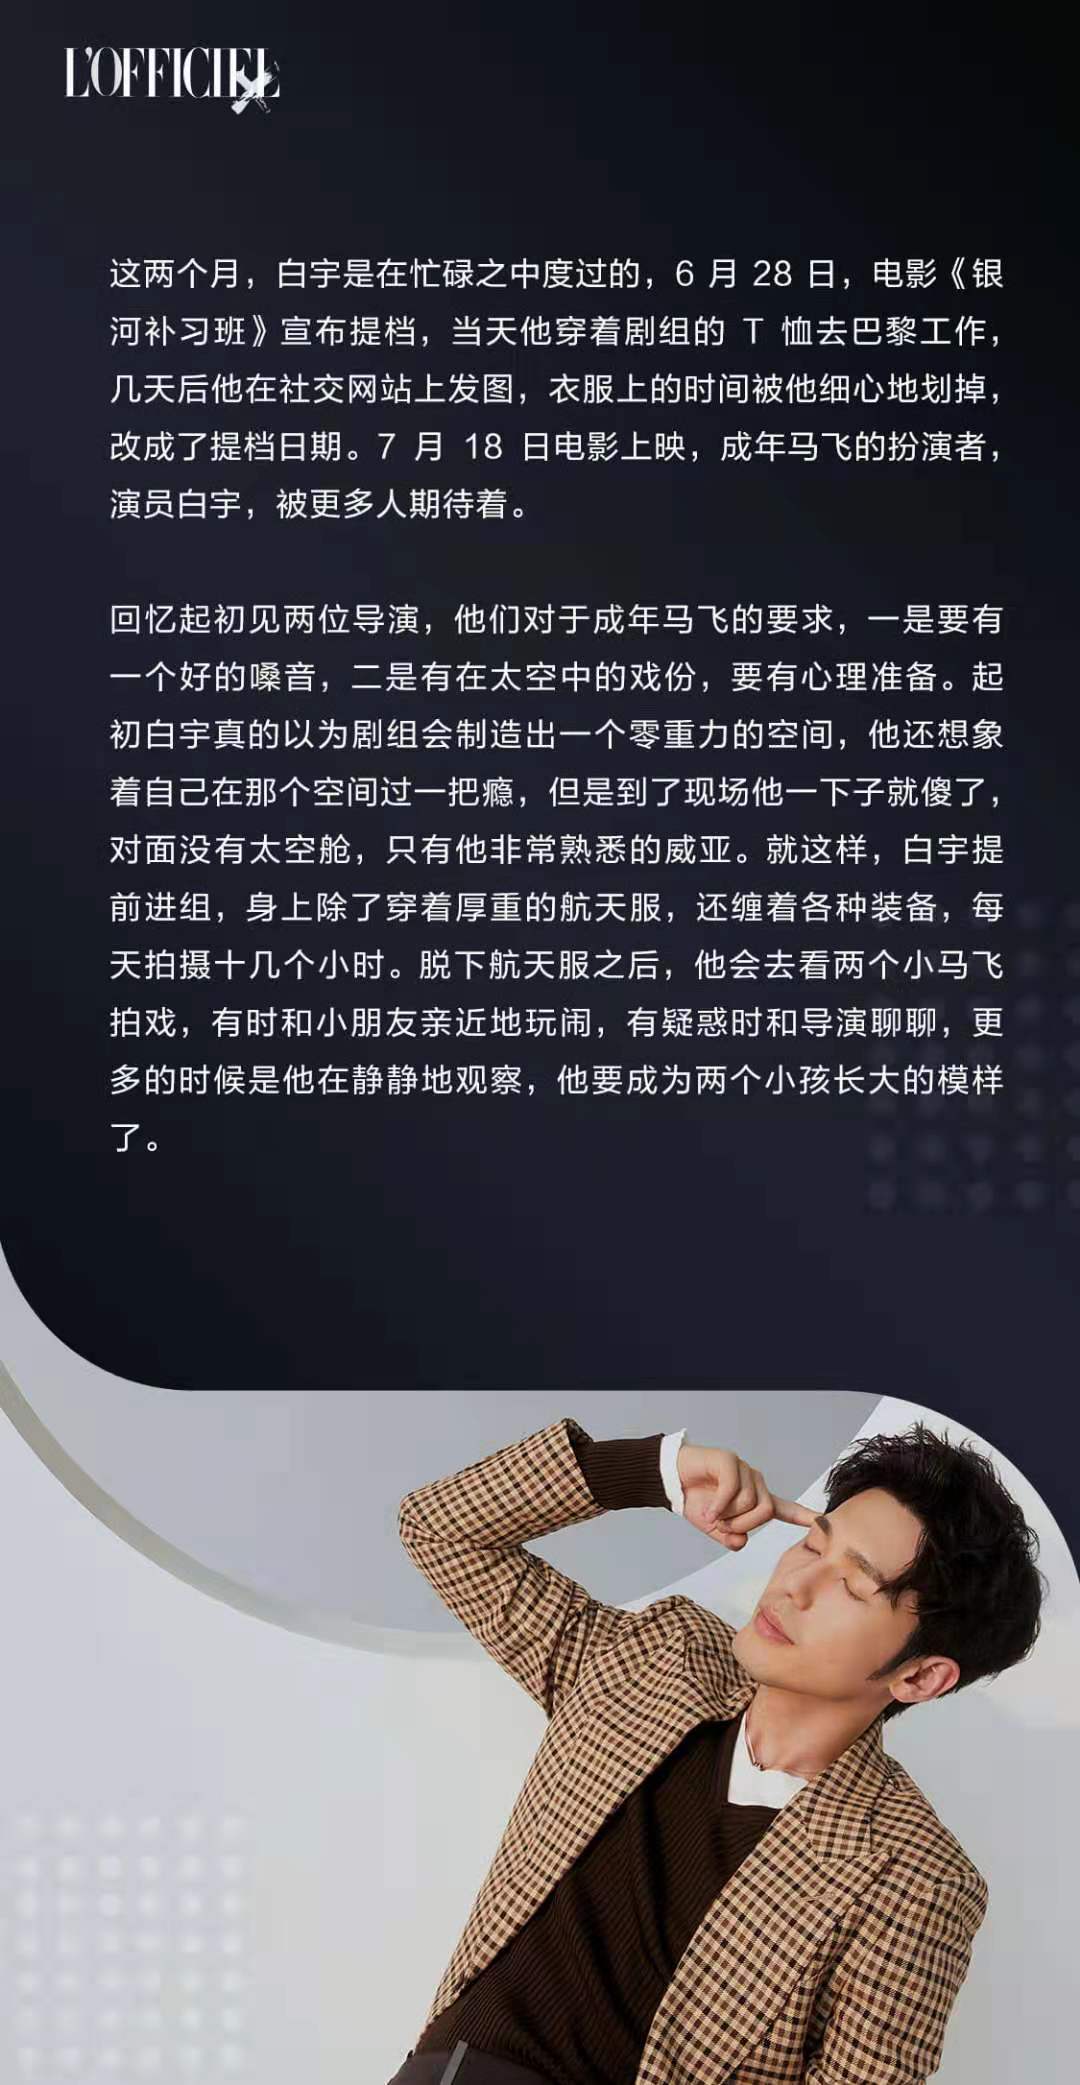 L'OFFICIEL
这两个月，白宇是在忙碌之中度过的，6 月 28 日，电影《银
河补习班》宣布提档，当天他穿着剧组的 T 恤去巴黎工作，
几天后他在社交网站上发图，衣服上的时间被他细心地划掉，
改成了提档日期。7 月 18 日电影上映，成年马飞的扮演者，
演员白宇，被更多人期待着。
回忆起初见两位导演，他们对于成年马飞的要求，一是要有
一个好的嗓音，二是有在太空中的戏份，要有心理准备。起
初白宇真的以为剧组会制造出一个零重力的空间，他还想象
着自己在那个空间过一把瘾，但是到了现场他一下子就傻了，
对面没有太空舱，只有他非常熟悉的威亚。就这样，白宇提
前进组，身上除了穿着厚重的航天服，还缠着各种装备，每
天拍摄十几个小时。脱下航天服之后，他会去看两个小马飞
拍戏，有时和小朋友亲近地玩闹，有疑惑时和导演聊聊，更
多的时候是他在静静地观察，他要成为两个小孩长大的模样
了。